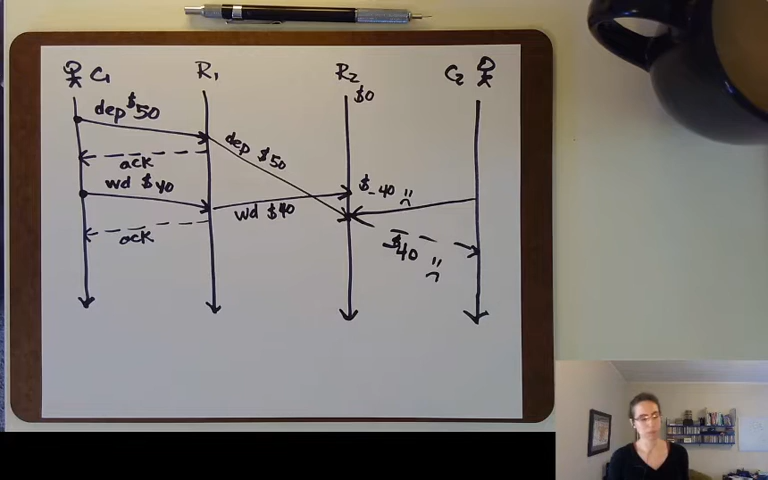 C₁ R₁ R₂ C₂
$0
dep $50
dep $50
ack
wd $40
$-40
wd $40
ack
-$40